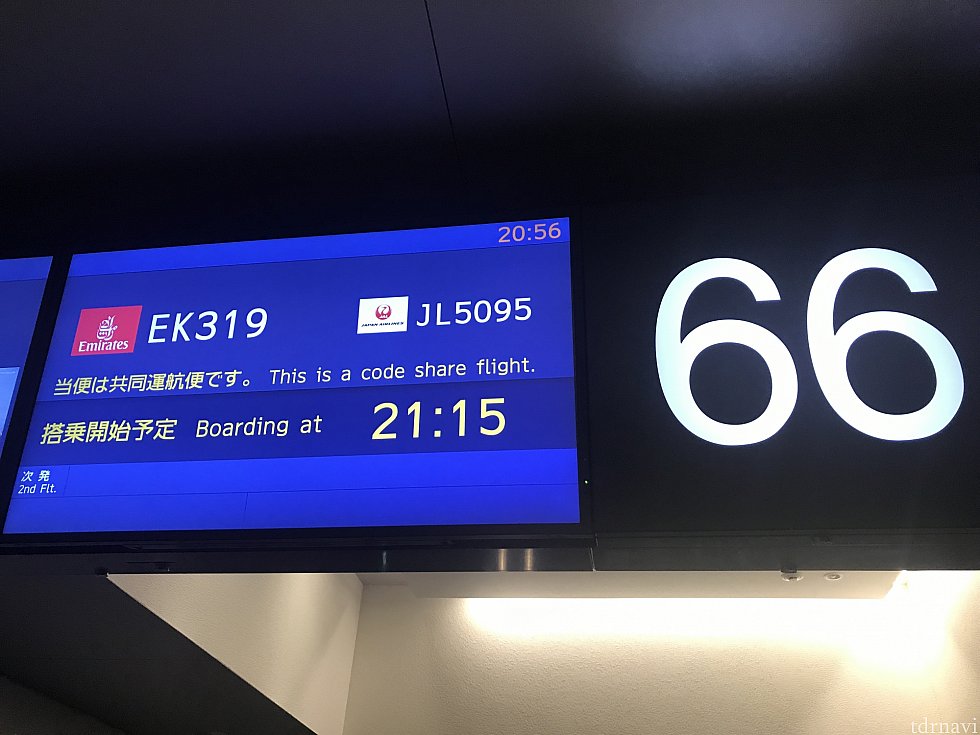 20:56
Emirates EK319 JAPAN AIRLINES JL5095
当便は共同運航便です。 This is a code share flight.
搭乗開始予定 Boarding at 21:15
次発
2nd Flt.
66
tdrnavi